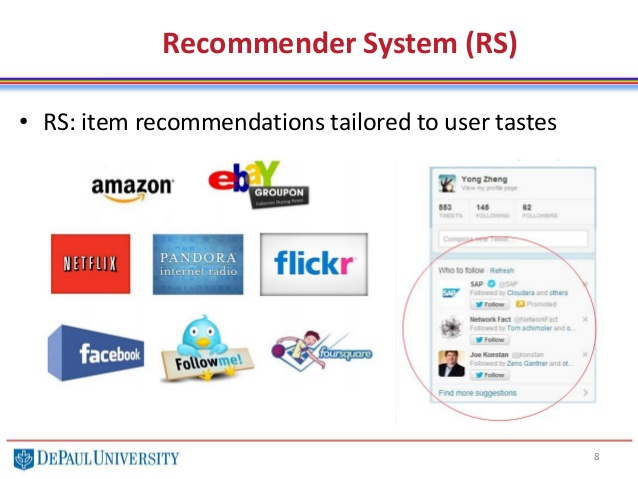 Recommender System (RS)
• RS: item recommendations tailored to user tastes
amazon
ebay
GROUPON
NETFLIX
PANDORA
internet radio
flickr
facebook
Follow me!
foursquare
Yong Zheng
View my profile page
553 145 62
TWEETS FOLLOWING FOLLOWERS
Compose new Tweet...
Who to follow · Refresh
SAP @SAP
Followed by Cloudera and others
Follow Promoted
Network Fact @NetworkFact
Followed by Tom achimoler and o...
Follow
Joe Konstan @jkonstan
Followed by Zeno Gantner and ot...
Follow
Find more suggestions
DEPAUL UNIVERSITY
8